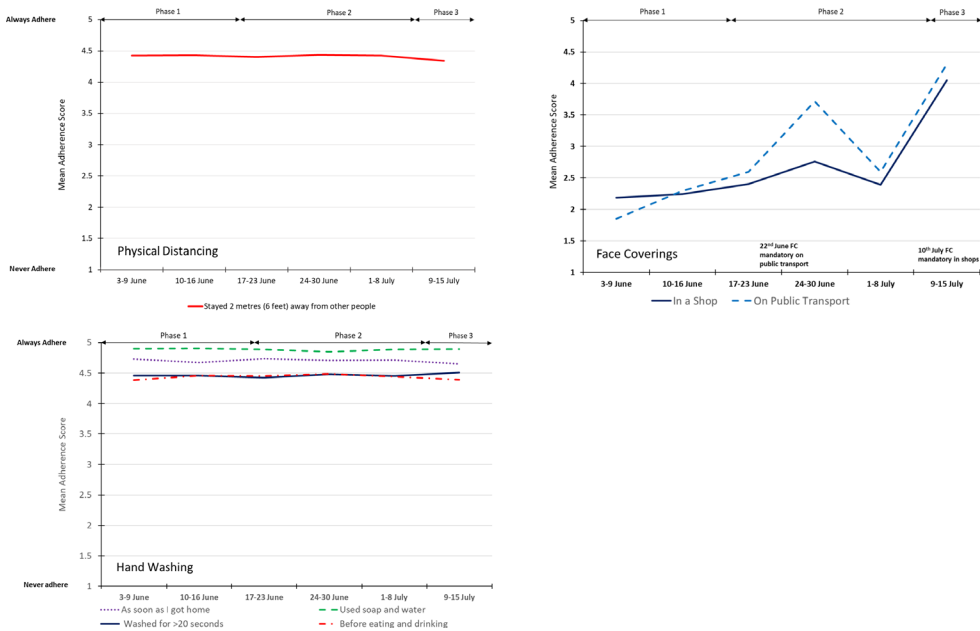 Phase 1
Phase 2
Phase 3
Always Adhere
5
4.5
4
3.5
3
2.5
2
1.5
1
Never Adhere
Mean Adherence Score
Physical Distancing
3-9 June
10-16 June
17-23 June
24-30 June
1-8 July
9-15 July
Stayed 2 metres (6 feet) away from other people
Phase 1
Phase 2
Phase 3
5
4.5
4
3.5
3
2.5
2
1.5
1
Mean Adherence Score
Face Coverings
22nd June FC
mandatory on
public transport
10th July FC
mandatory in shops
3-9 June
10-16 June
17-23 June
24-30 June
1-8 July
9-15 July
In a Shop
On Public Transport
Phase 1
Phase 2
Phase 3
Always Adhere
5
4.5
4
3.5
3
2.5
2
1.5
1
Never adhere
Mean Adherence Score
Hand Washing
3-9 June
10-16 June
17-23 June
24-30 June
1-8 July
9-15 July
As soon as I got home
Used soap and water
Washed for >20 seconds
Before eating and drinking